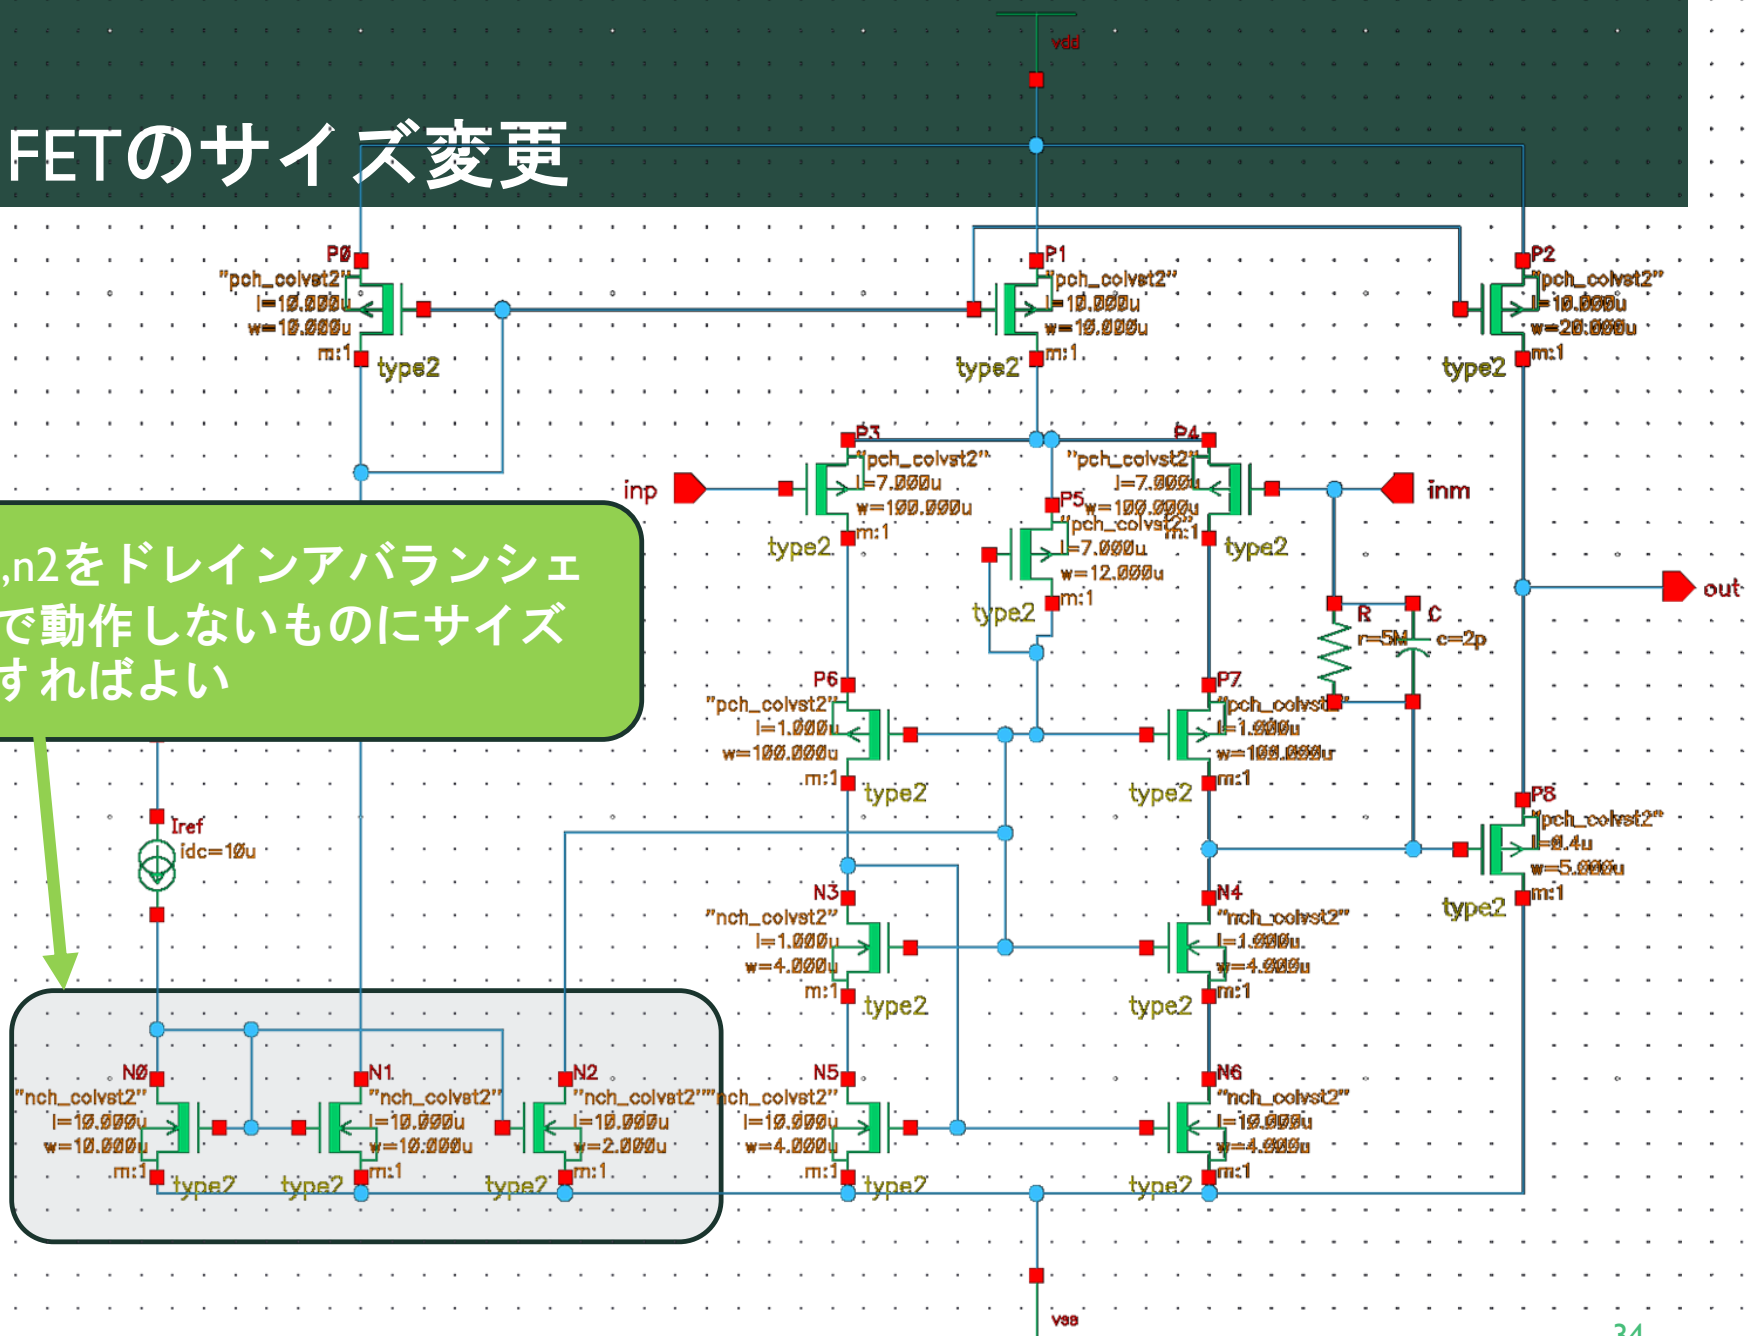 vdd
FETのサイズ変更
P0
"pch_colvst2"
l=10.000u
w=10.000u
m:1
type2
P1
"pch_colvst2"
l=10.000u
w=10.000u
m:1
type2
P2
"pch_colvst2"
l=10.000u
w=20.000u
m:1
type2
inp
P3
"pch_colvst2"
l=7.000u
w=100.000u
m:1
type2
P4
"pch_colvst2"
l=7.000u
w=100.000u
m:1
type2
inm
P5
"pch_colvst2"
l=7.000u
w=12.000u
m:1
type2
,n2をドレインアバランシェ
で動作しないものにサイズ
すればよい
R
r=5M
C
c=2p
out
P6
"pch_colvst2"
l=1.000u
w=100.000u
m:1
type2
P7
"pch_colvst2"
l=1.000u
w=100.000u
m:1
type2
P8
"pch_colvst2"
l=0.4u
w=5.000u
m:1
type2
Iref
idc=10u
N3
"nch_colvst2"
l=1.000u
w=4.000u
m:1
type2
N4
"nch_colvst2"
l=1.000u
w=4.000u
m:1
type2
N0
"nch_colvst2"
l=10.000u
w=10.000u
m:1
type2
N1
"nch_colvst2"
l=10.000u
w=10.000u
m:1
type2
N2
"nch_colvst2"
l=10.000u
w=2.000u
m:1
type2
N5
"nch_colvst2"
l=10.000u
w=4.000u
m:1
type2
N6
"nch_colvst2"
l=10.000u
w=4.000u
m:1
type2
vss
34